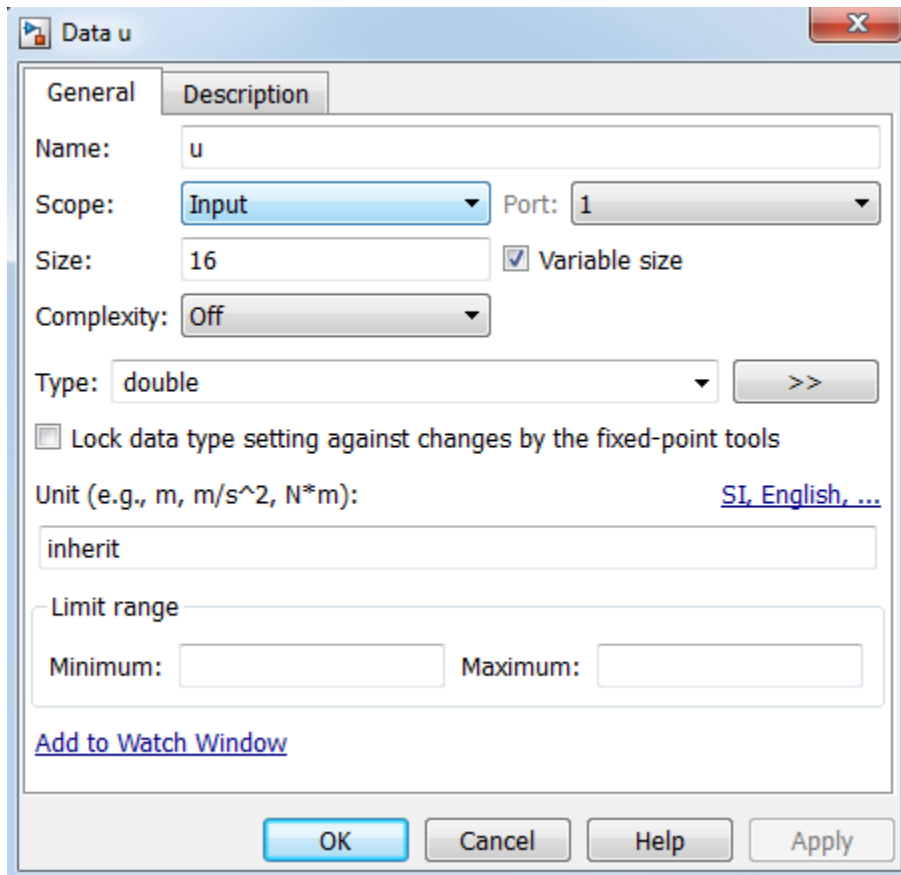 Data u
General Description
Name: u
Scope: Input Port: 1
Size: 16 Variable size
Complexity: Off
Type: double >>
Lock data type setting against changes by the fixed-point tools
Unit (e.g., m, m/s^2, N*m): SI, English, ...
inherit
Limit range
Minimum: Maximum:
Add to Watch Window
OK Cancel Help Apply